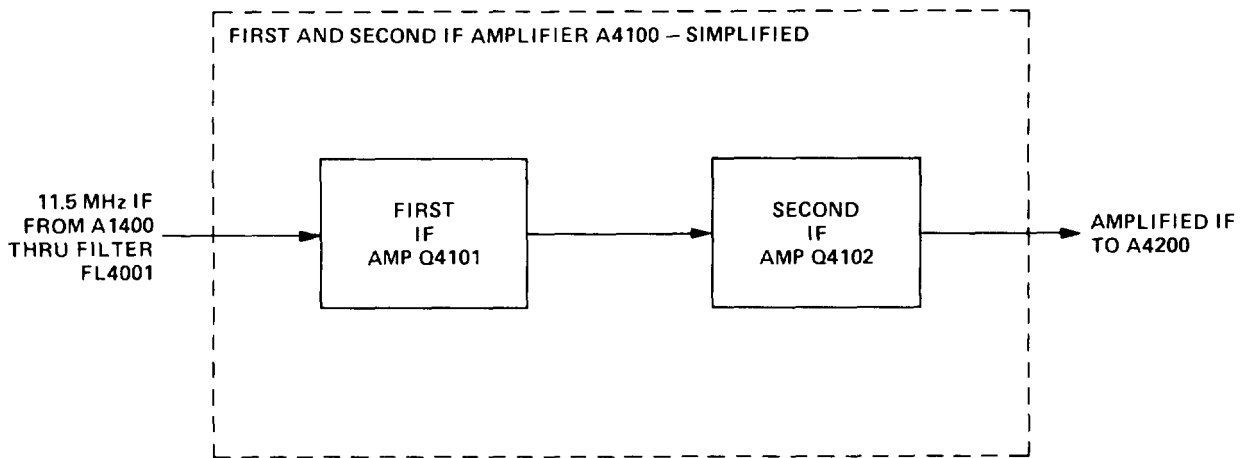 FIRST AND SECOND IF AMPLIFIER A4100 – SIMPLIFIED
11.5 MHz IF
FROM A1400
THRU FILTER
FL4001
FIRST
IF
AMP Q4101
SECOND
IF
AMP Q4102
AMPLIFIED IF
TO A4200